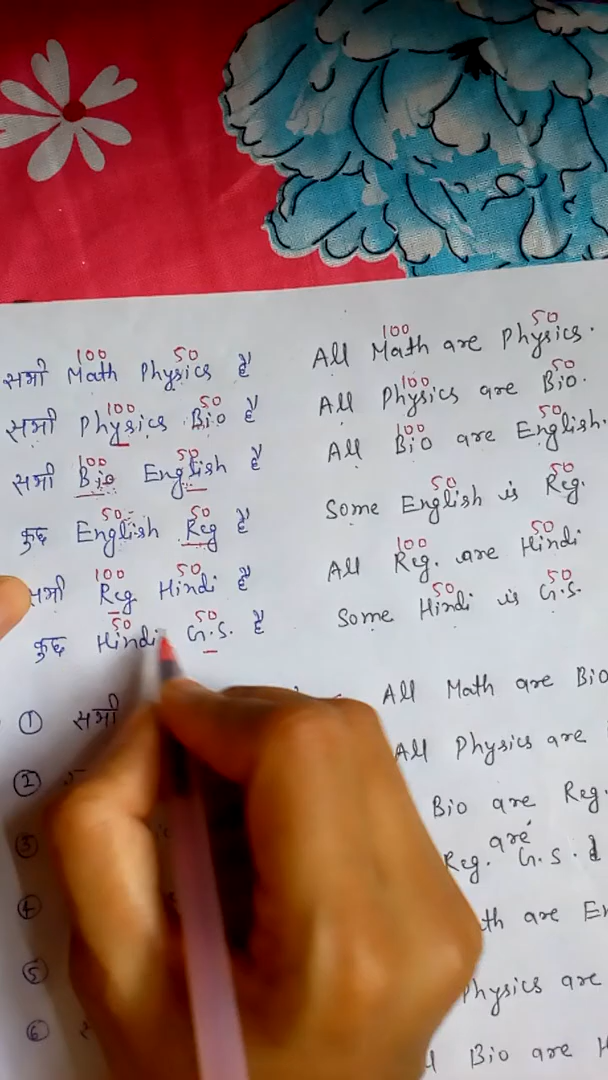 100 50 100 50
सभी Math Physics है All Math are Physics.
100 50 100 50
सभी Physics Bio है All Physics are Bio.
100 50 100 50
सभी Bio English है All Bio are English.
50 50 50 50
कुछ English Reg है Some English is Reg.
100 50 100 50
सभी Reg Hindi है All Reg. are Hindi
50 50 50 50
कुछ Hindi G.S. है Some Hindi is G.S.
① सभी All Math are Bio
② All Physics are
③ Bio are Reg.
④ Reg. are G.S.
⑤ are
⑥ Physics are
Bio are